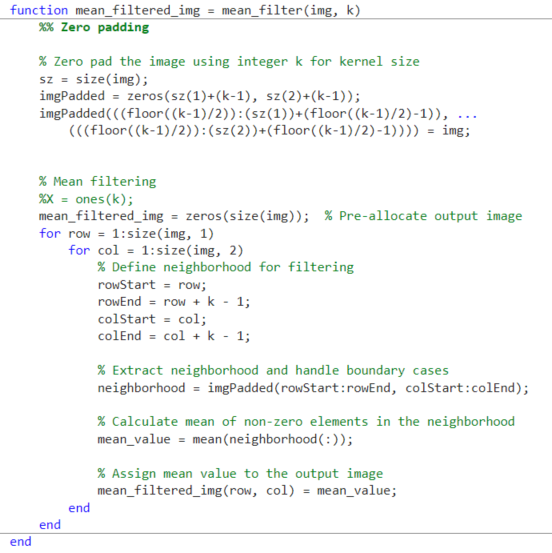 function mean_filtered_img = mean_filter(img, k)
%% Zero padding
% Zero pad the image using integer k for kernel size
sz = size(img);
imgPadded = zeros(sz(1)+(k-1), sz(2)+(k-1));
imgPadded(((floor((k-1)/2)):(sz(1))+(floor((k-1)/2)-1)), ...
(((floor((k-1)/2)):(sz(2))+(floor((k-1)/2)-1)))) = img;
% Mean filtering
%X = ones(k);
mean_filtered_img = zeros(size(img)); % Pre-allocate output image
for row = 1:size(img, 1)
for col = 1:size(img, 2)
% Define neighborhood for filtering
rowStart = row;
rowEnd = row + k - 1;
colStart = col;
colEnd = col + k - 1;
% Extract neighborhood and handle boundary cases
neighborhood = imgPadded(rowStart:rowEnd, colStart:colEnd);
% Calculate mean of non-zero elements in the neighborhood
mean_value = mean(neighborhood(:));
% Assign mean value to the output image
mean_filtered_img(row, col) = mean_value;
end
end
end